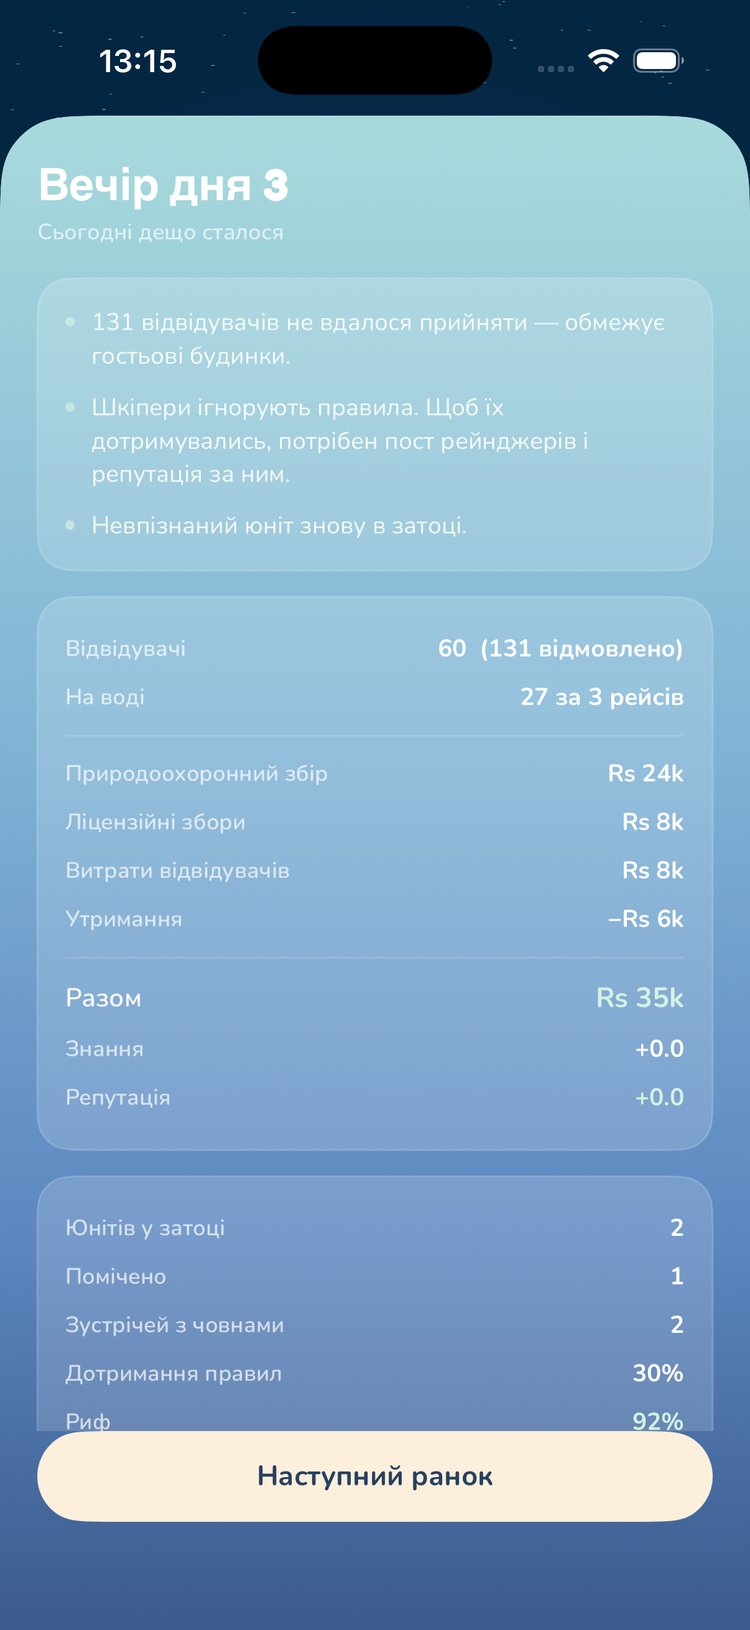 13:15
Вечір дня 3
Сьогодні дещо сталося
131 відвідувачів не вдалося прийняти — обмежує
гостьові будинки.
Шкіпери ігнорують правила. Щоб їх
дотримувались, потрібен пост рейнджерів і
репутація за ним.
Невпізнаний юніт знову в затоці.
Відвідувачі 60 (131 відмовлено)
На воді 27 за 3 рейсів
Природоохоронний збір Rs 24k
Ліцензійні збори Rs 8k
Витрати відвідувачів Rs 8k
Утримання −Rs 6k
Разом Rs 35k
Знання +0.0
Репутація +0.0
Юнітів у затоці 2
Помічено 1
Зустрічей з човнами 2
Дотримання правил 30%
Риф 92%
Наступний ранок